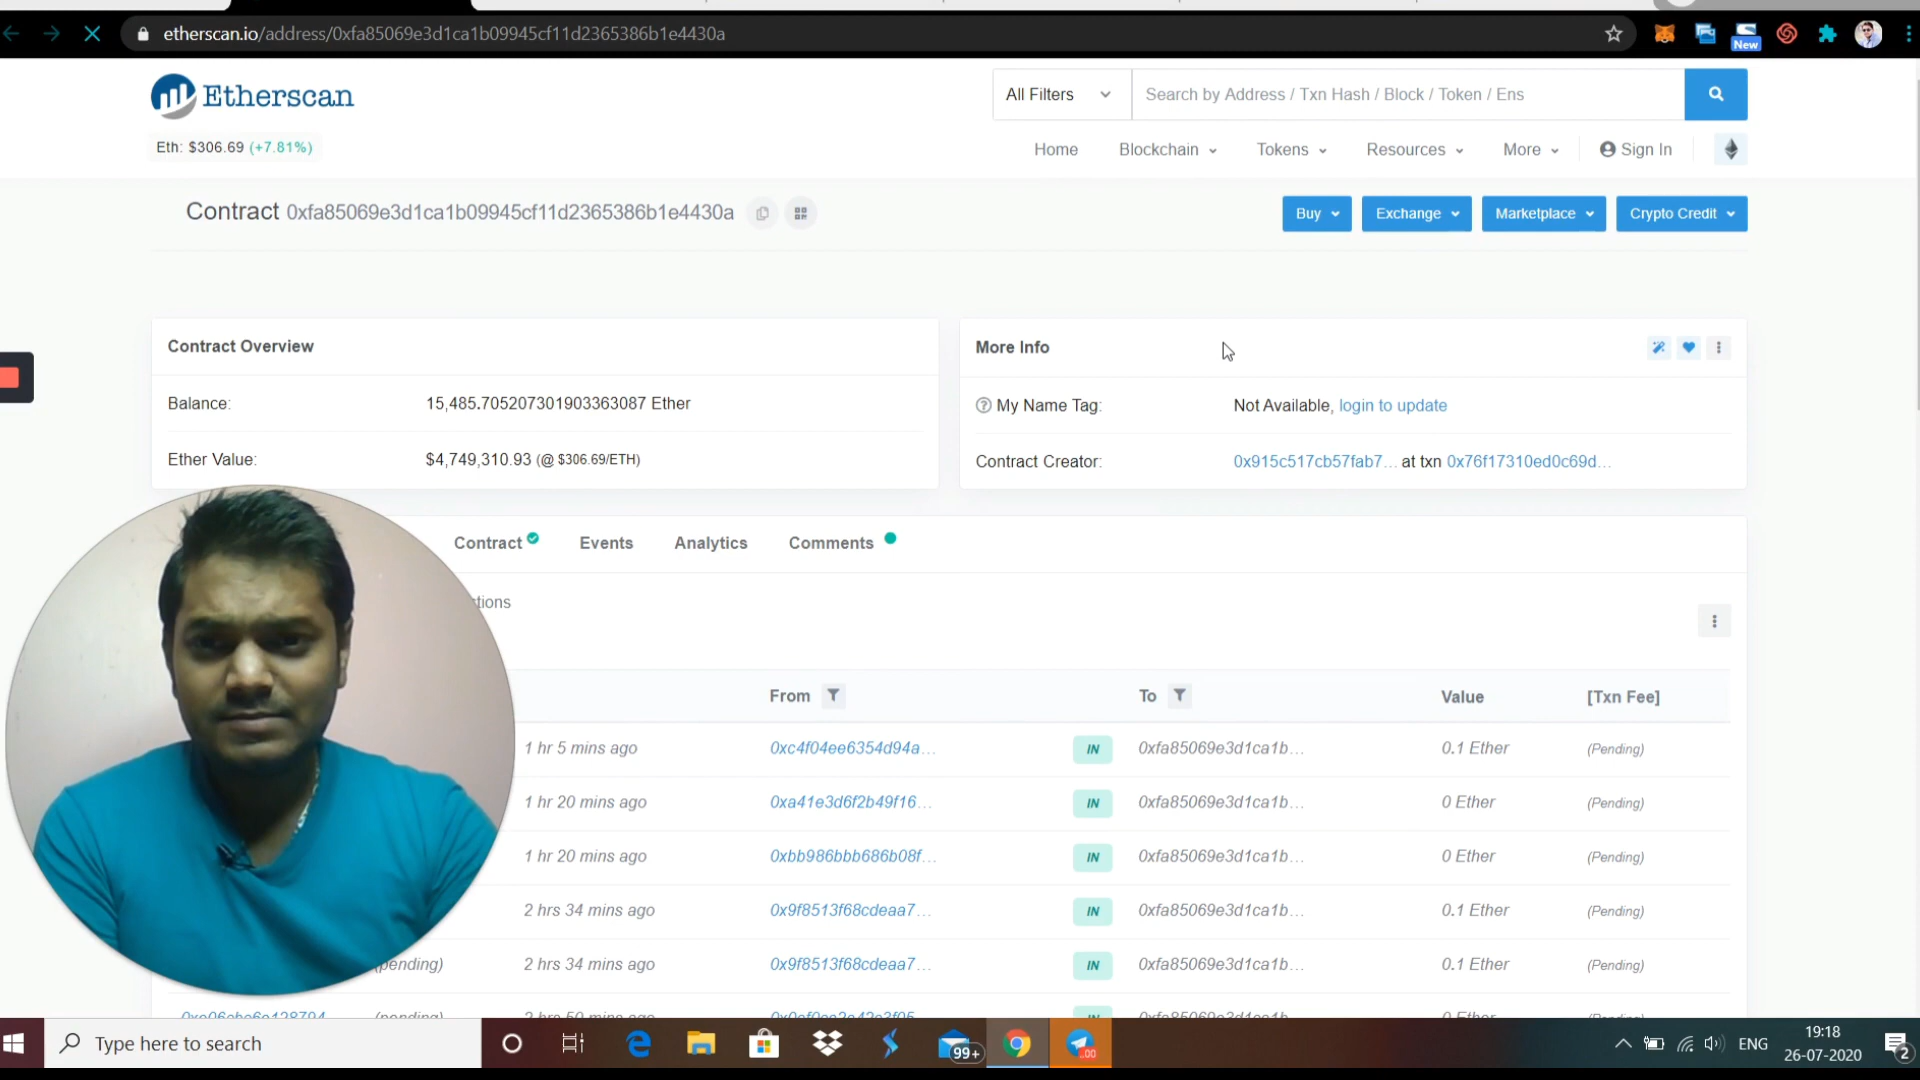 etherscan.io/address/0xfa85069e3d1ca1b09945cf11d2365386b1e4430a
New
Etherscan
All Filters
Search by Address / Txn Hash / Block / Token / Ens
Eth: $306.69 (+7.81%)
Home
Blockchain
Tokens
Resources
More
Sign In
Contract 0xfa85069e3d1ca1b09945cf11d2365386b1e4430a
Buy
Exchange
Marketplace
Crypto Credit
Contract Overview
Balance: 15,485.705207301903363087 Ether
Ether Value: $4,749,310.93 (@ $306.69/ETH)
More Info
My Name Tag: Not Available, login to update
Contract Creator: 0x915c517cb57fab7... at txn 0x76f17310ed0c69d...
Contract
Events
Analytics
Comments
From To Value [Txn Fee]
1 hr 5 mins ago 0xc4f04ee6354d94a... IN 0xfa85069e3d1ca1b... 0.1 Ether (Pending)
1 hr 20 mins ago 0xa41e3d6f2b49f16... IN 0xfa85069e3d1ca1b... 0 Ether (Pending)
1 hr 20 mins ago 0xbb986bbb686b08f... IN 0xfa85069e3d1ca1b... 0 Ether (Pending)
2 hrs 34 mins ago 0x9f8513f68cdeaa7... IN 0xfa85069e3d1ca1b... 0.1 Ether (Pending)
(pending) 2 hrs 34 mins ago 0x9f8513f68cdeaa7... IN 0xfa85069e3d1ca1b... 0.1 Ether (Pending)
Type here to search
99+
.00
ENG
19:18
26-07-2020
2